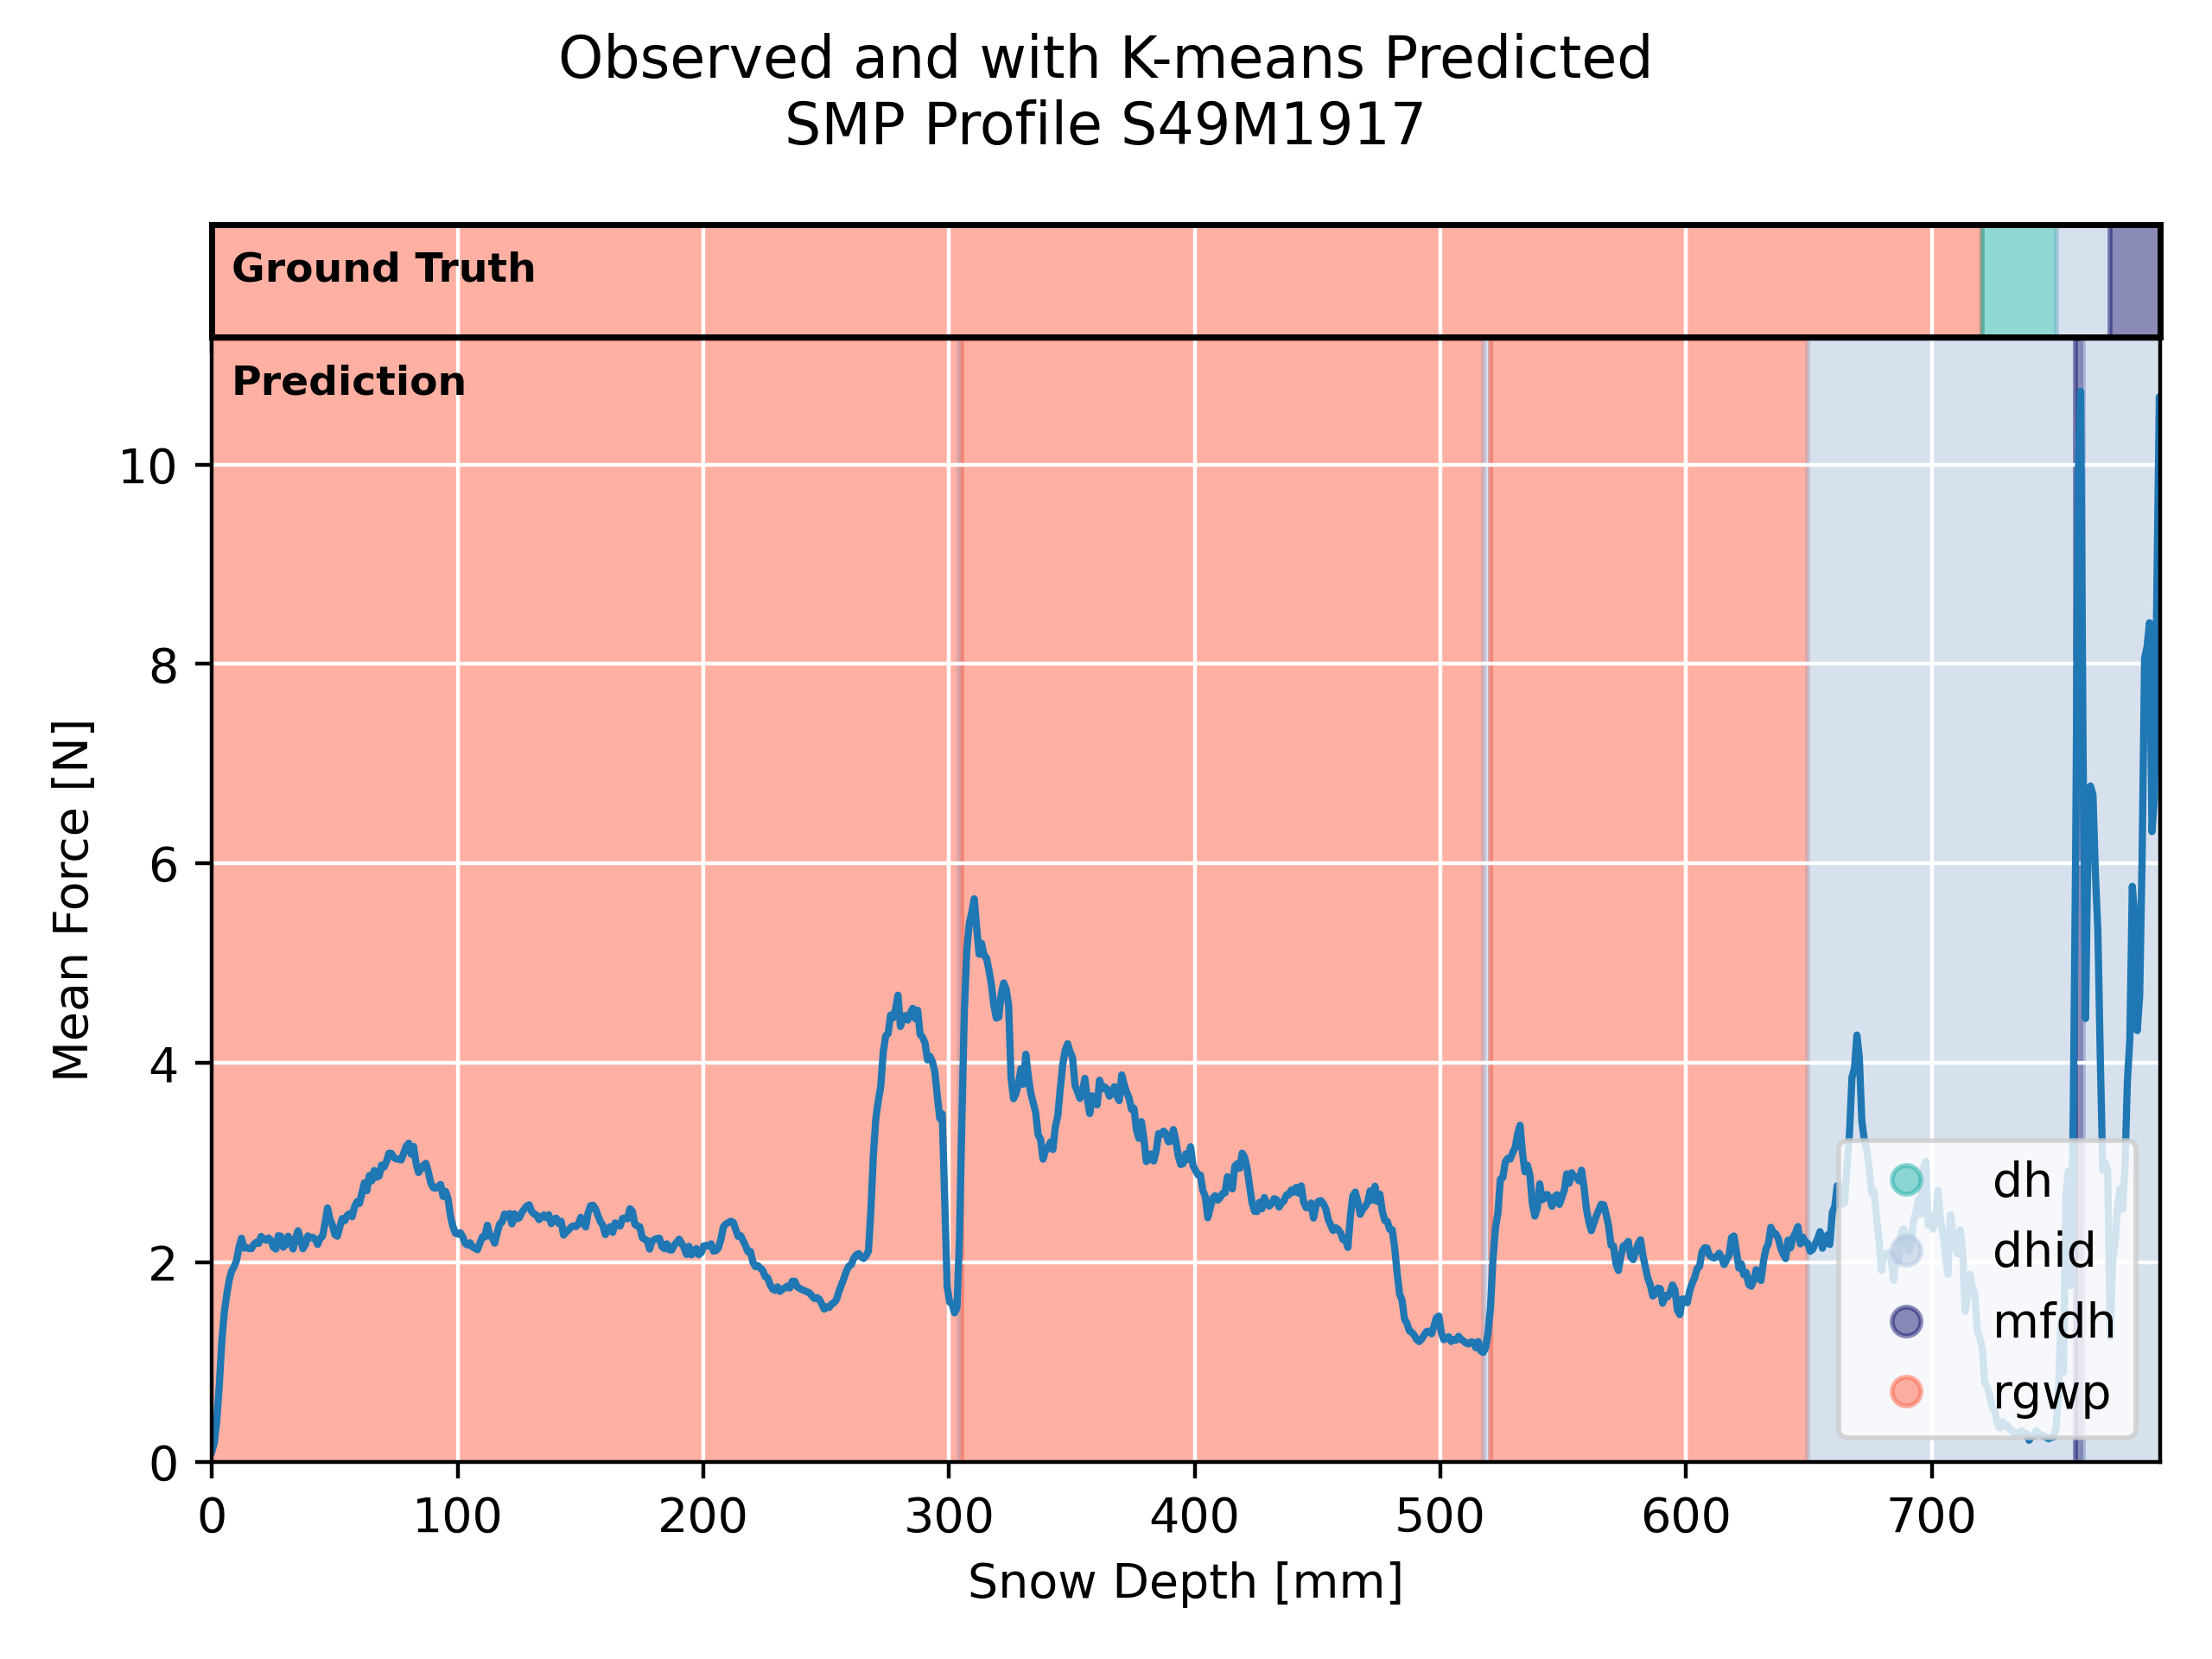 Observed and with K-means Predicted
SMP Profile S49M1917
Ground Truth
Prediction
10
8
6
4
2
0
Mean Force [N]
0 100 200 300 400 500 600 700
Snow Depth [mm]
dh
dhid
mfdh
rgwp